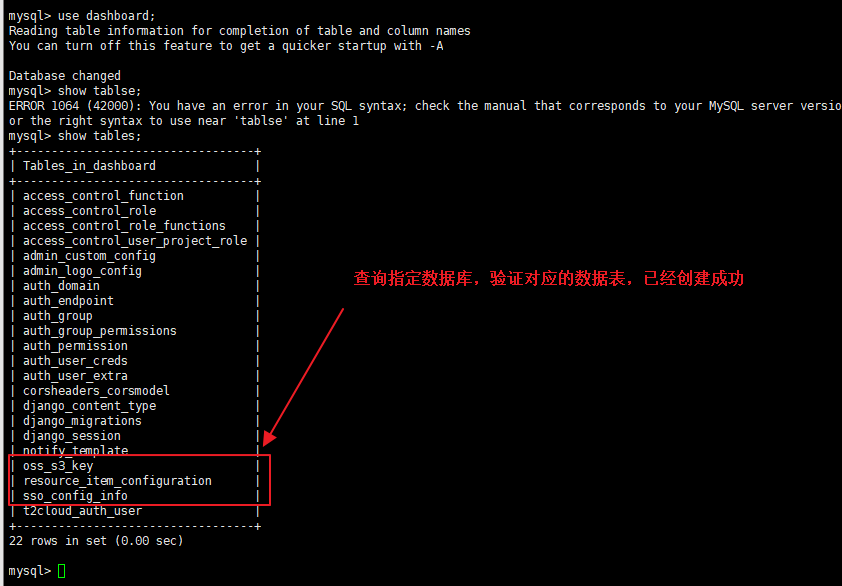 mysql> use dashboard;
Reading table information for completion of table and column names
You can turn off this feature to get a quicker startup with -A
Database changed
mysql> show tablse;
ERROR 1064 (42000): You have an error in your SQL syntax; check the manual that corresponds to your MySQL server versio
or the right syntax to use near 'tablse' at line 1
mysql> show tables;
+---------------------------------+
| Tables_in_dashboard |
+---------------------------------+
| access_control_function |
| access_control_role |
| access_control_role_functions |
| access_control_user_project_role |
| admin_custom_config |
| admin_logo_config |
| auth_domain |
| auth_endpoint |
| auth_group |
| auth_group_permissions |
| auth_permission |
| auth_user_creds |
| auth_user_extra |
| corsheaders_corsmodel |
| django_content_type |
| django_migrations |
| django_session |
| notify_template |
| oss_s3_key |
| resource_item_configuration |
| sso_config_info |
| t2cloud_auth_user |
+---------------------------------+
22 rows in set (0.00 sec)
mysql>
查询指定数据库，验证对应的数据表，已经创建成功